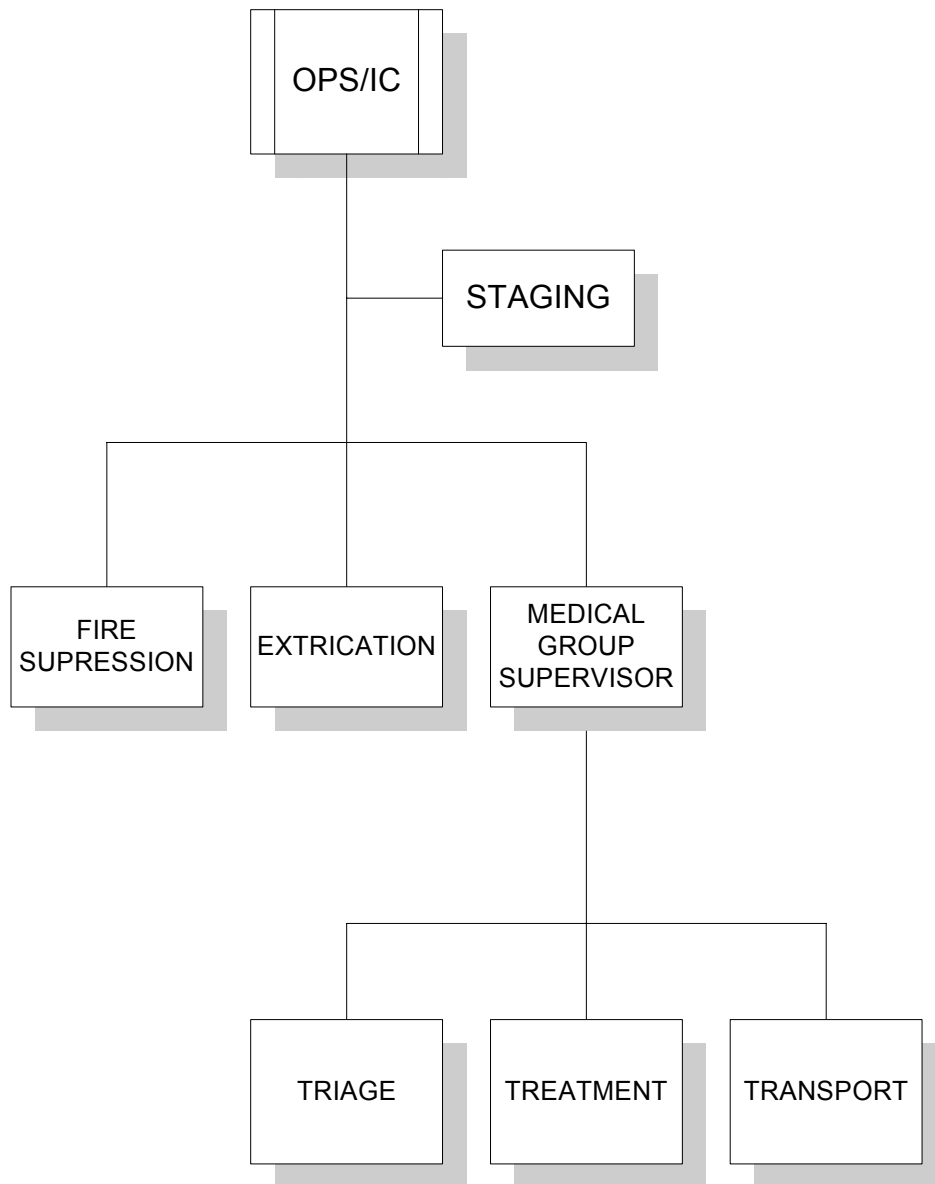 OPS/IC
STAGING
FIRE
SUPRESSION
EXTRICATION
MEDICAL
GROUP
SUPERVISOR
TRIAGE
TREATMENT
TRANSPORT